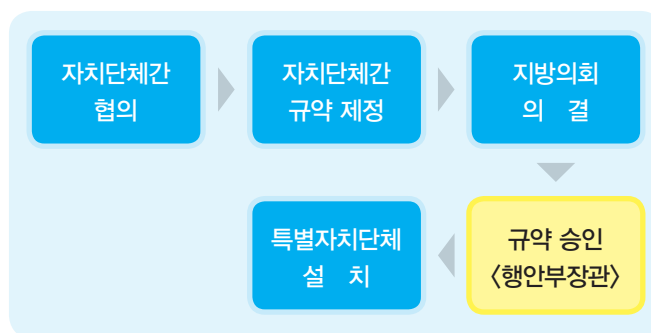 자치단체간
협의
자치단체간
규약 제정
지방의회
의 결
규약 승인
〈행안부장관〉
특별자치단체
설 치